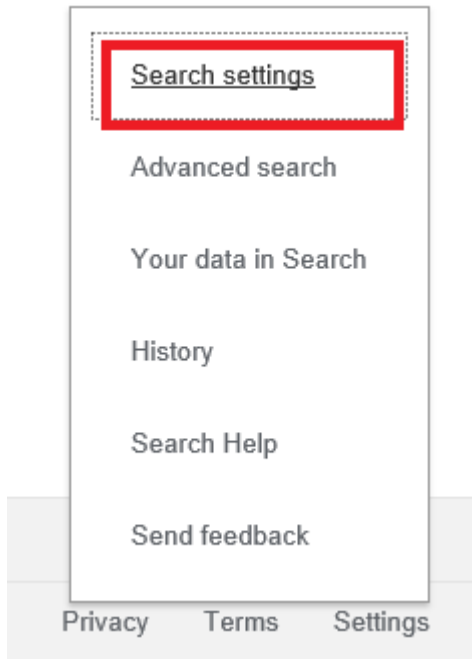 Search settings
Advanced search
Your data in Search
History
Search Help
Send feedback
Privacy Terms Settings